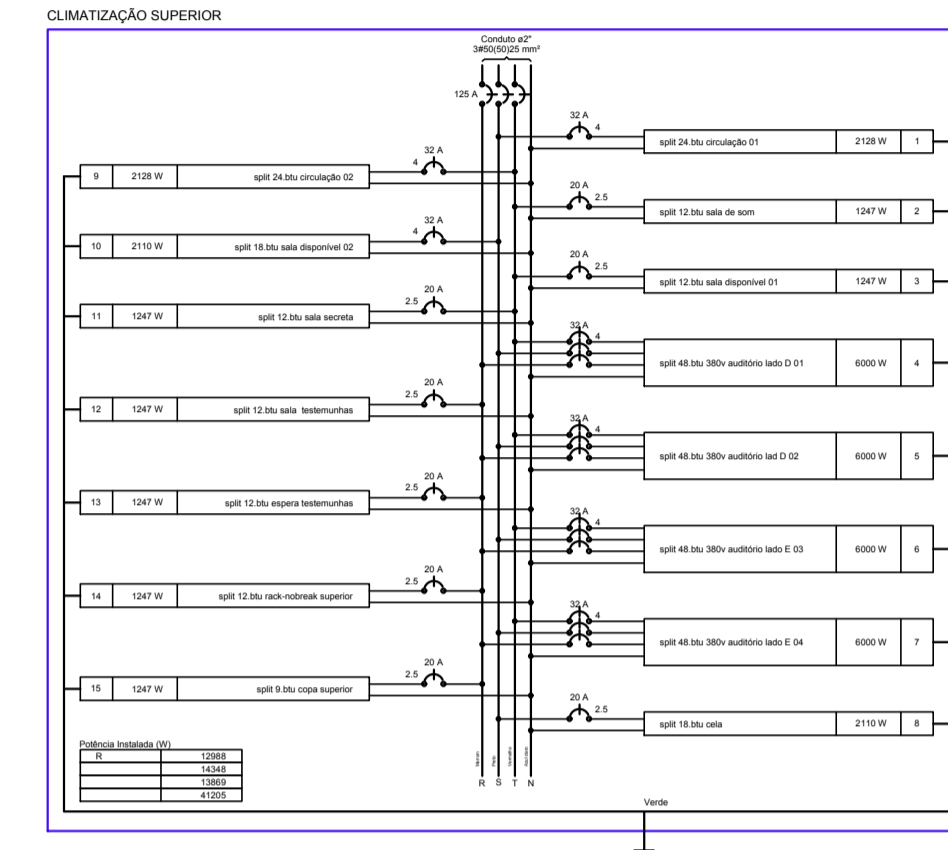 CLIMATIZAÇÃO SUPERIOR
Conduto ø2"
3#50(50)25 mm²
125 A
32 A
4
split 24.btu circulação 01 2128 W 1
20 A
2.5
split 12.btu sala de som 1247 W 2
20 A
2.5
split 12.btu sala disponível 01 1247 W 3
32 A
4
split 48.btu 380v auditório lado D 01 6000 W 4
32 A
4
split 48.btu 380v auditório lad D 02 6000 W 5
32 A
4
split 48.btu 380v auditório lado E 03 6000 W 6
32 A
4
split 48.btu 380v auditório lado E 04 6000 W 7
20 A
2.5
split 18.btu cela 2110 W 8
32 A
4
9 2128 W split 24.btu circulação 02
32 A
4
10 2110 W split 18.btu sala disponível 02
20 A
2.5
11 1247 W split 12.btu sala secreta
20 A
2.5
12 1247 W split 12.btu sala testemunhas
20 A
2.5
13 1247 W split 12.btu espera testemunhas
20 A
2.5
14 1247 W split 12.btu rack-nobreak superior
20 A
2.5
15 1247 W split 9.btu copa superior
Potência Instalada (W)
R 12988
14348
13869
41205
R S T N
Verde